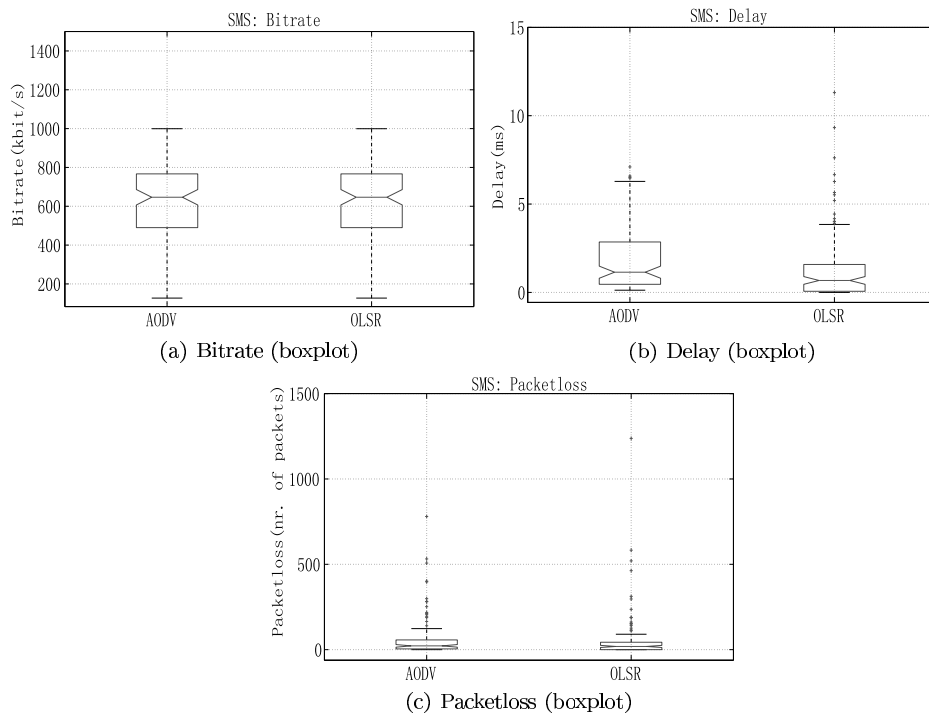 SMS: Bitrate
Bitrate(kbit/s)
1400
1200
1000
800
600
400
200
AODV
OLSR
(a) Bitrate (boxplot)
SMS: Delay
Delay(ms)
15
10
5
0
AODV
OLSR
(b) Delay (boxplot)
SMS: Packetloss
Packetloss(nr. of packets)
1500
1000
500
0
AODV
OLSR
(c) Packetloss (boxplot)